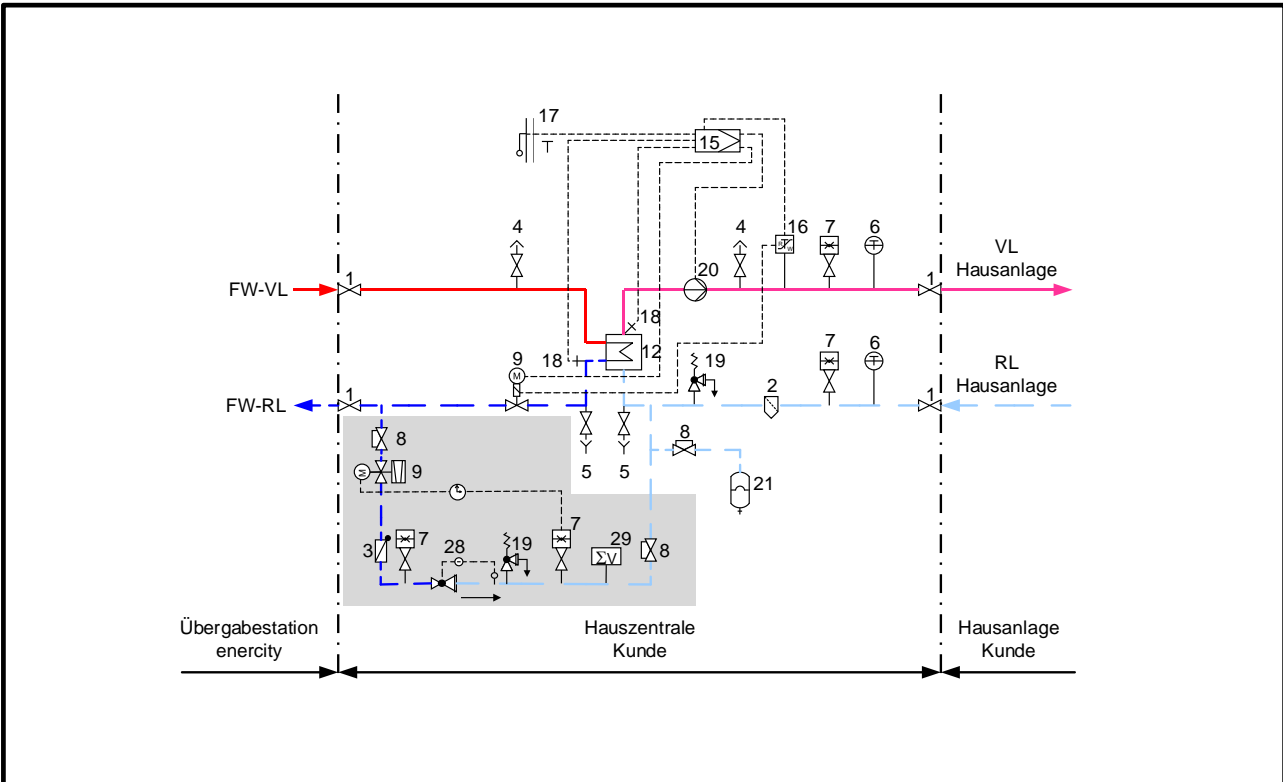 17
T
15
4
4
16
7
6
VL
Hausanlage
FW-VL
1
20
1
18
12
18
9
M
19
7
6
RL
Hausanlage
2
FW-RL
1
1
8
8
5
5
M
9
21
3
7
28
19
7
29
ΣV
8
Übergabestation
enercity
Hauszentrale
Kunde
Hausanlage
Kunde